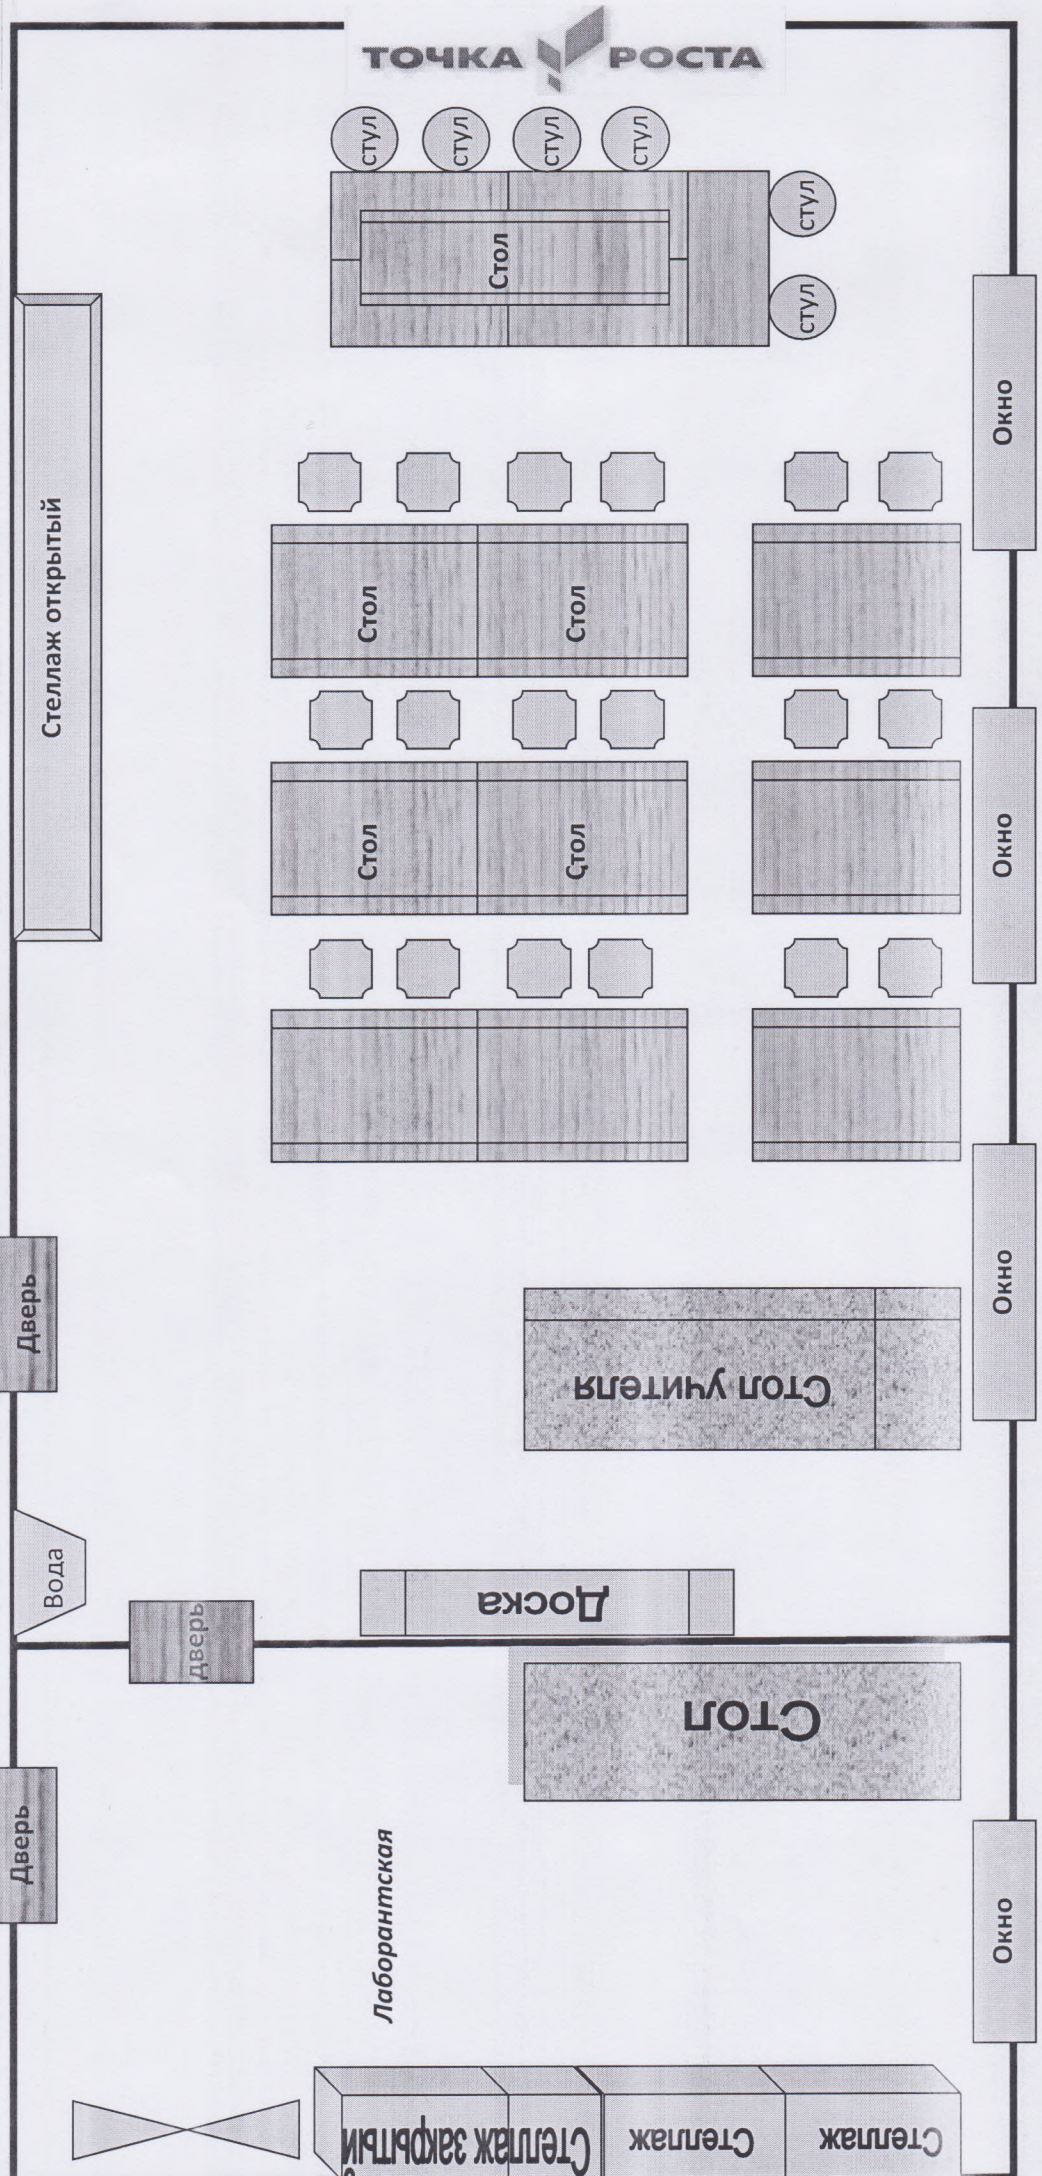 ТОЧКА РОСТА
стул
стул
стул
стул
стул
стул
Стол
Окно
Стеллаж открытый
Стол
Стол
Стол
Стол
Окно
Дверь
Окно
Стол учителя
Вода
дверь
Доска
Стол
Дверь
Лаборантская
Окно
Стеллаж закрытый
Стеллаж
Стеллаж